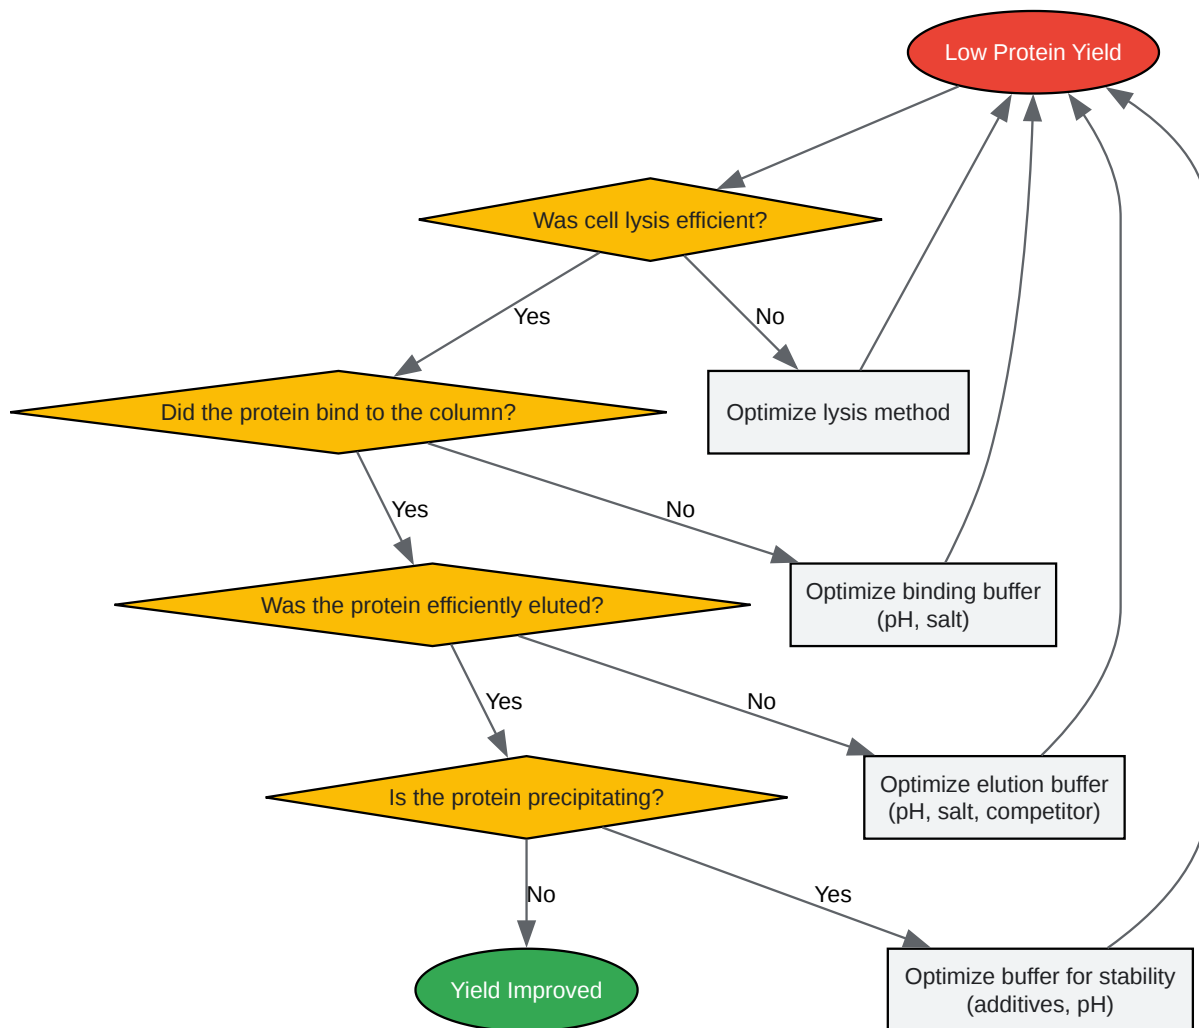 Low Protein Yield
Was cell lysis efficient?
Yes
No
Did the protein bind to the column?
Optimize lysis method
Yes
No
Was the protein efficiently eluted?
Optimize binding buffer
(pH, salt)
Yes
No
Is the protein precipitating?
Optimize elution buffer
(pH, salt, competitor)
No
Yes
Yield Improved
Optimize buffer for stability
(additives, pH)